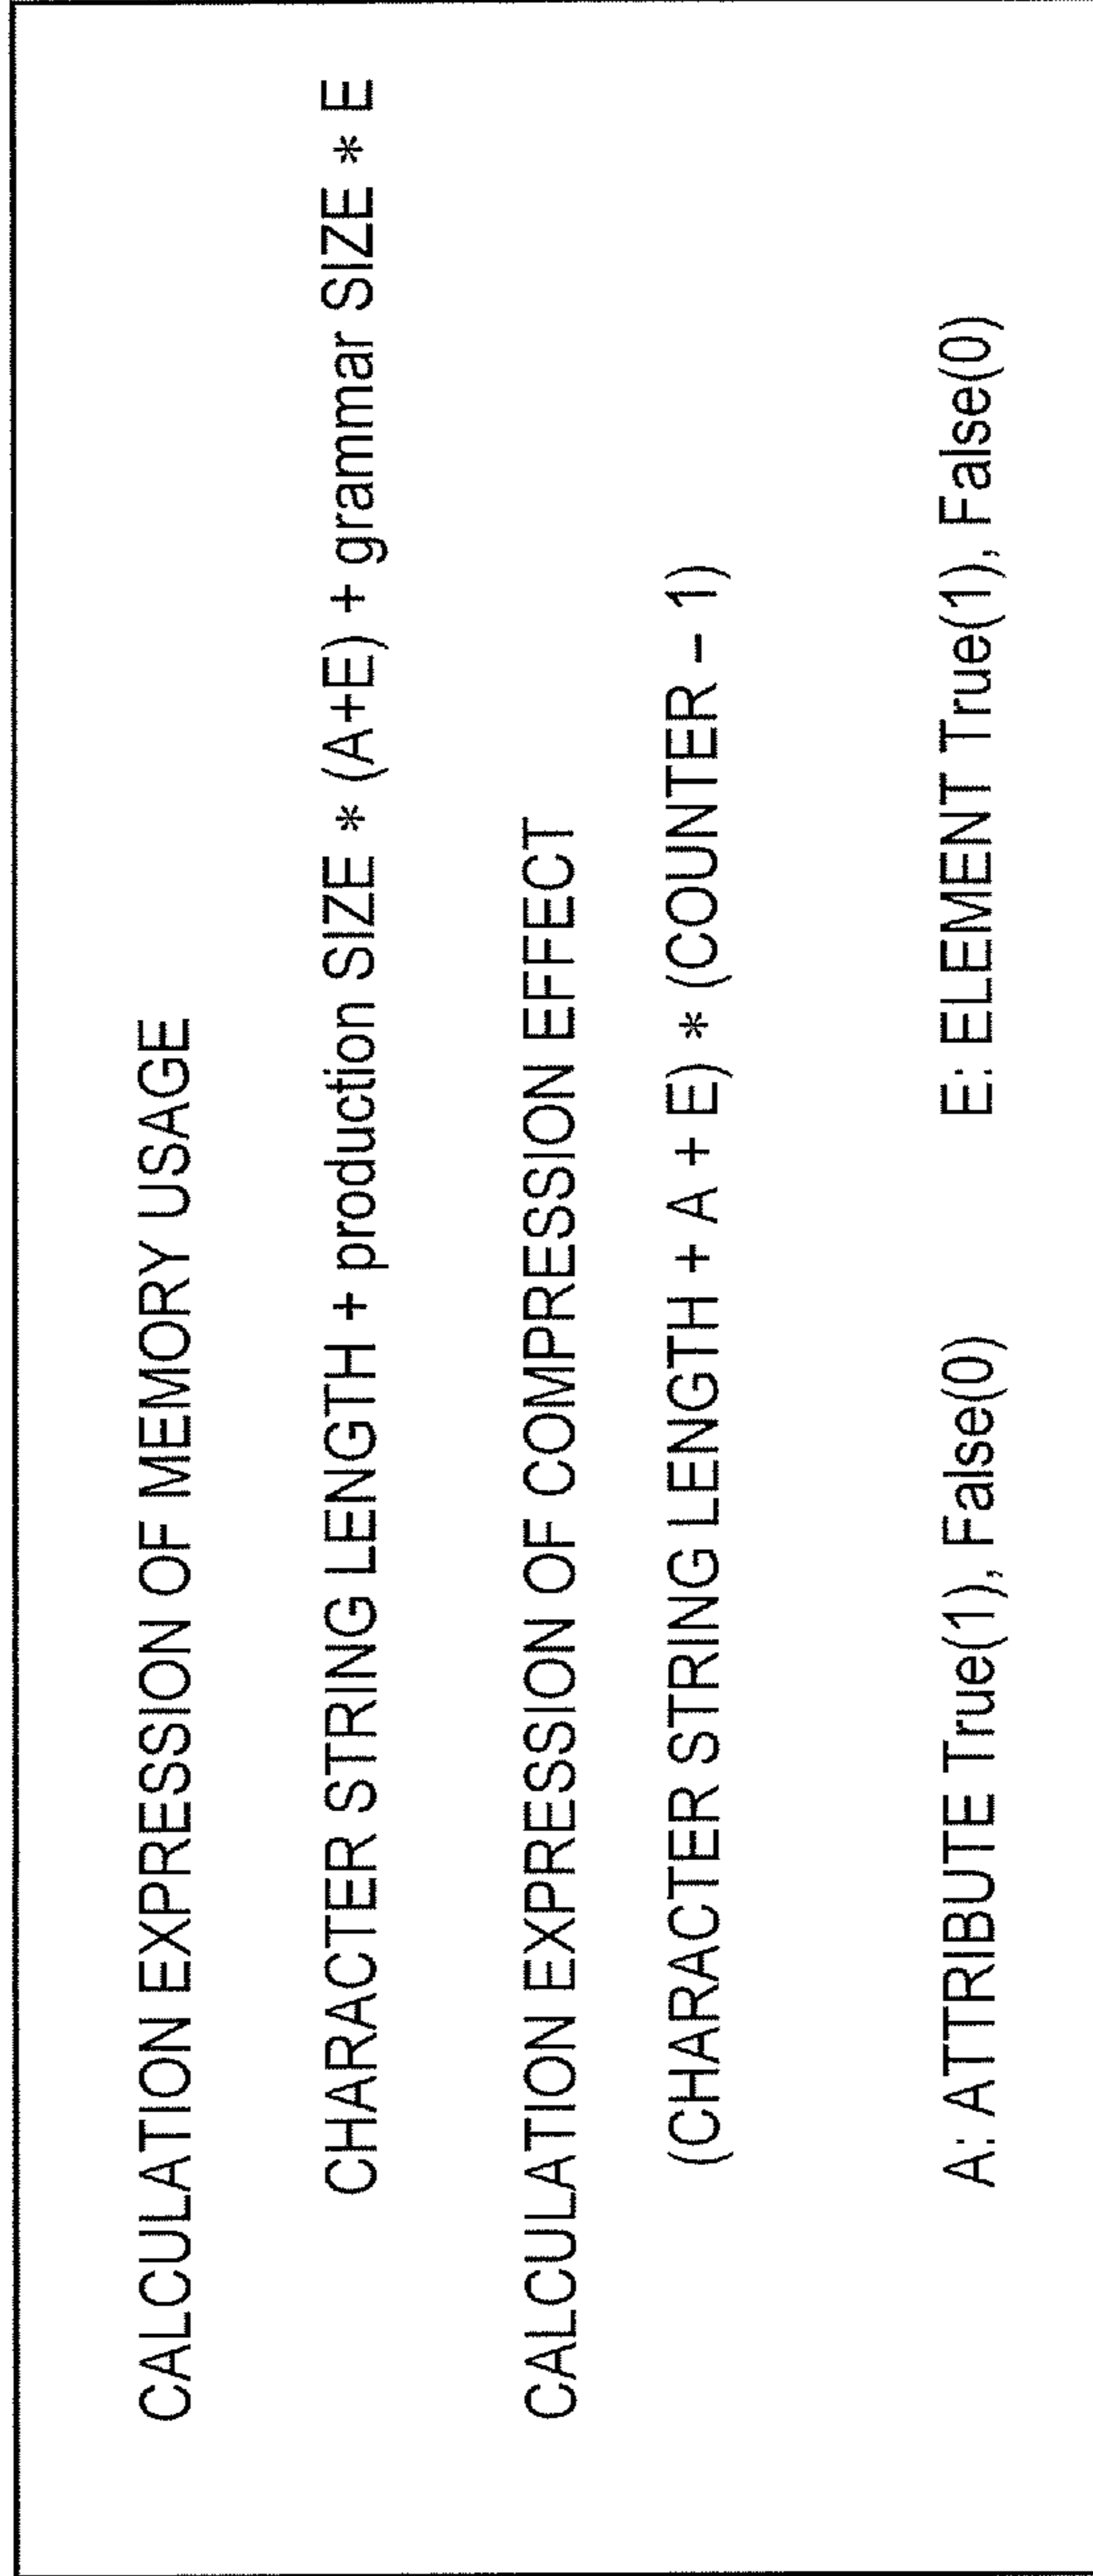 CALCULATION EXPRESSION OF MEMORY USAGE
CHARACTER STRING LENGTH + production SIZE * (A+E) + grammar SIZE * E
CALCULATION EXPRESSION OF COMPRESSION EFFECT
(CHARACTER STRING LENGTH + A + E) * (COUNTER – 1)
A: ATTRIBUTE True(1), False(0) E: ELEMENT True(1), False(0)